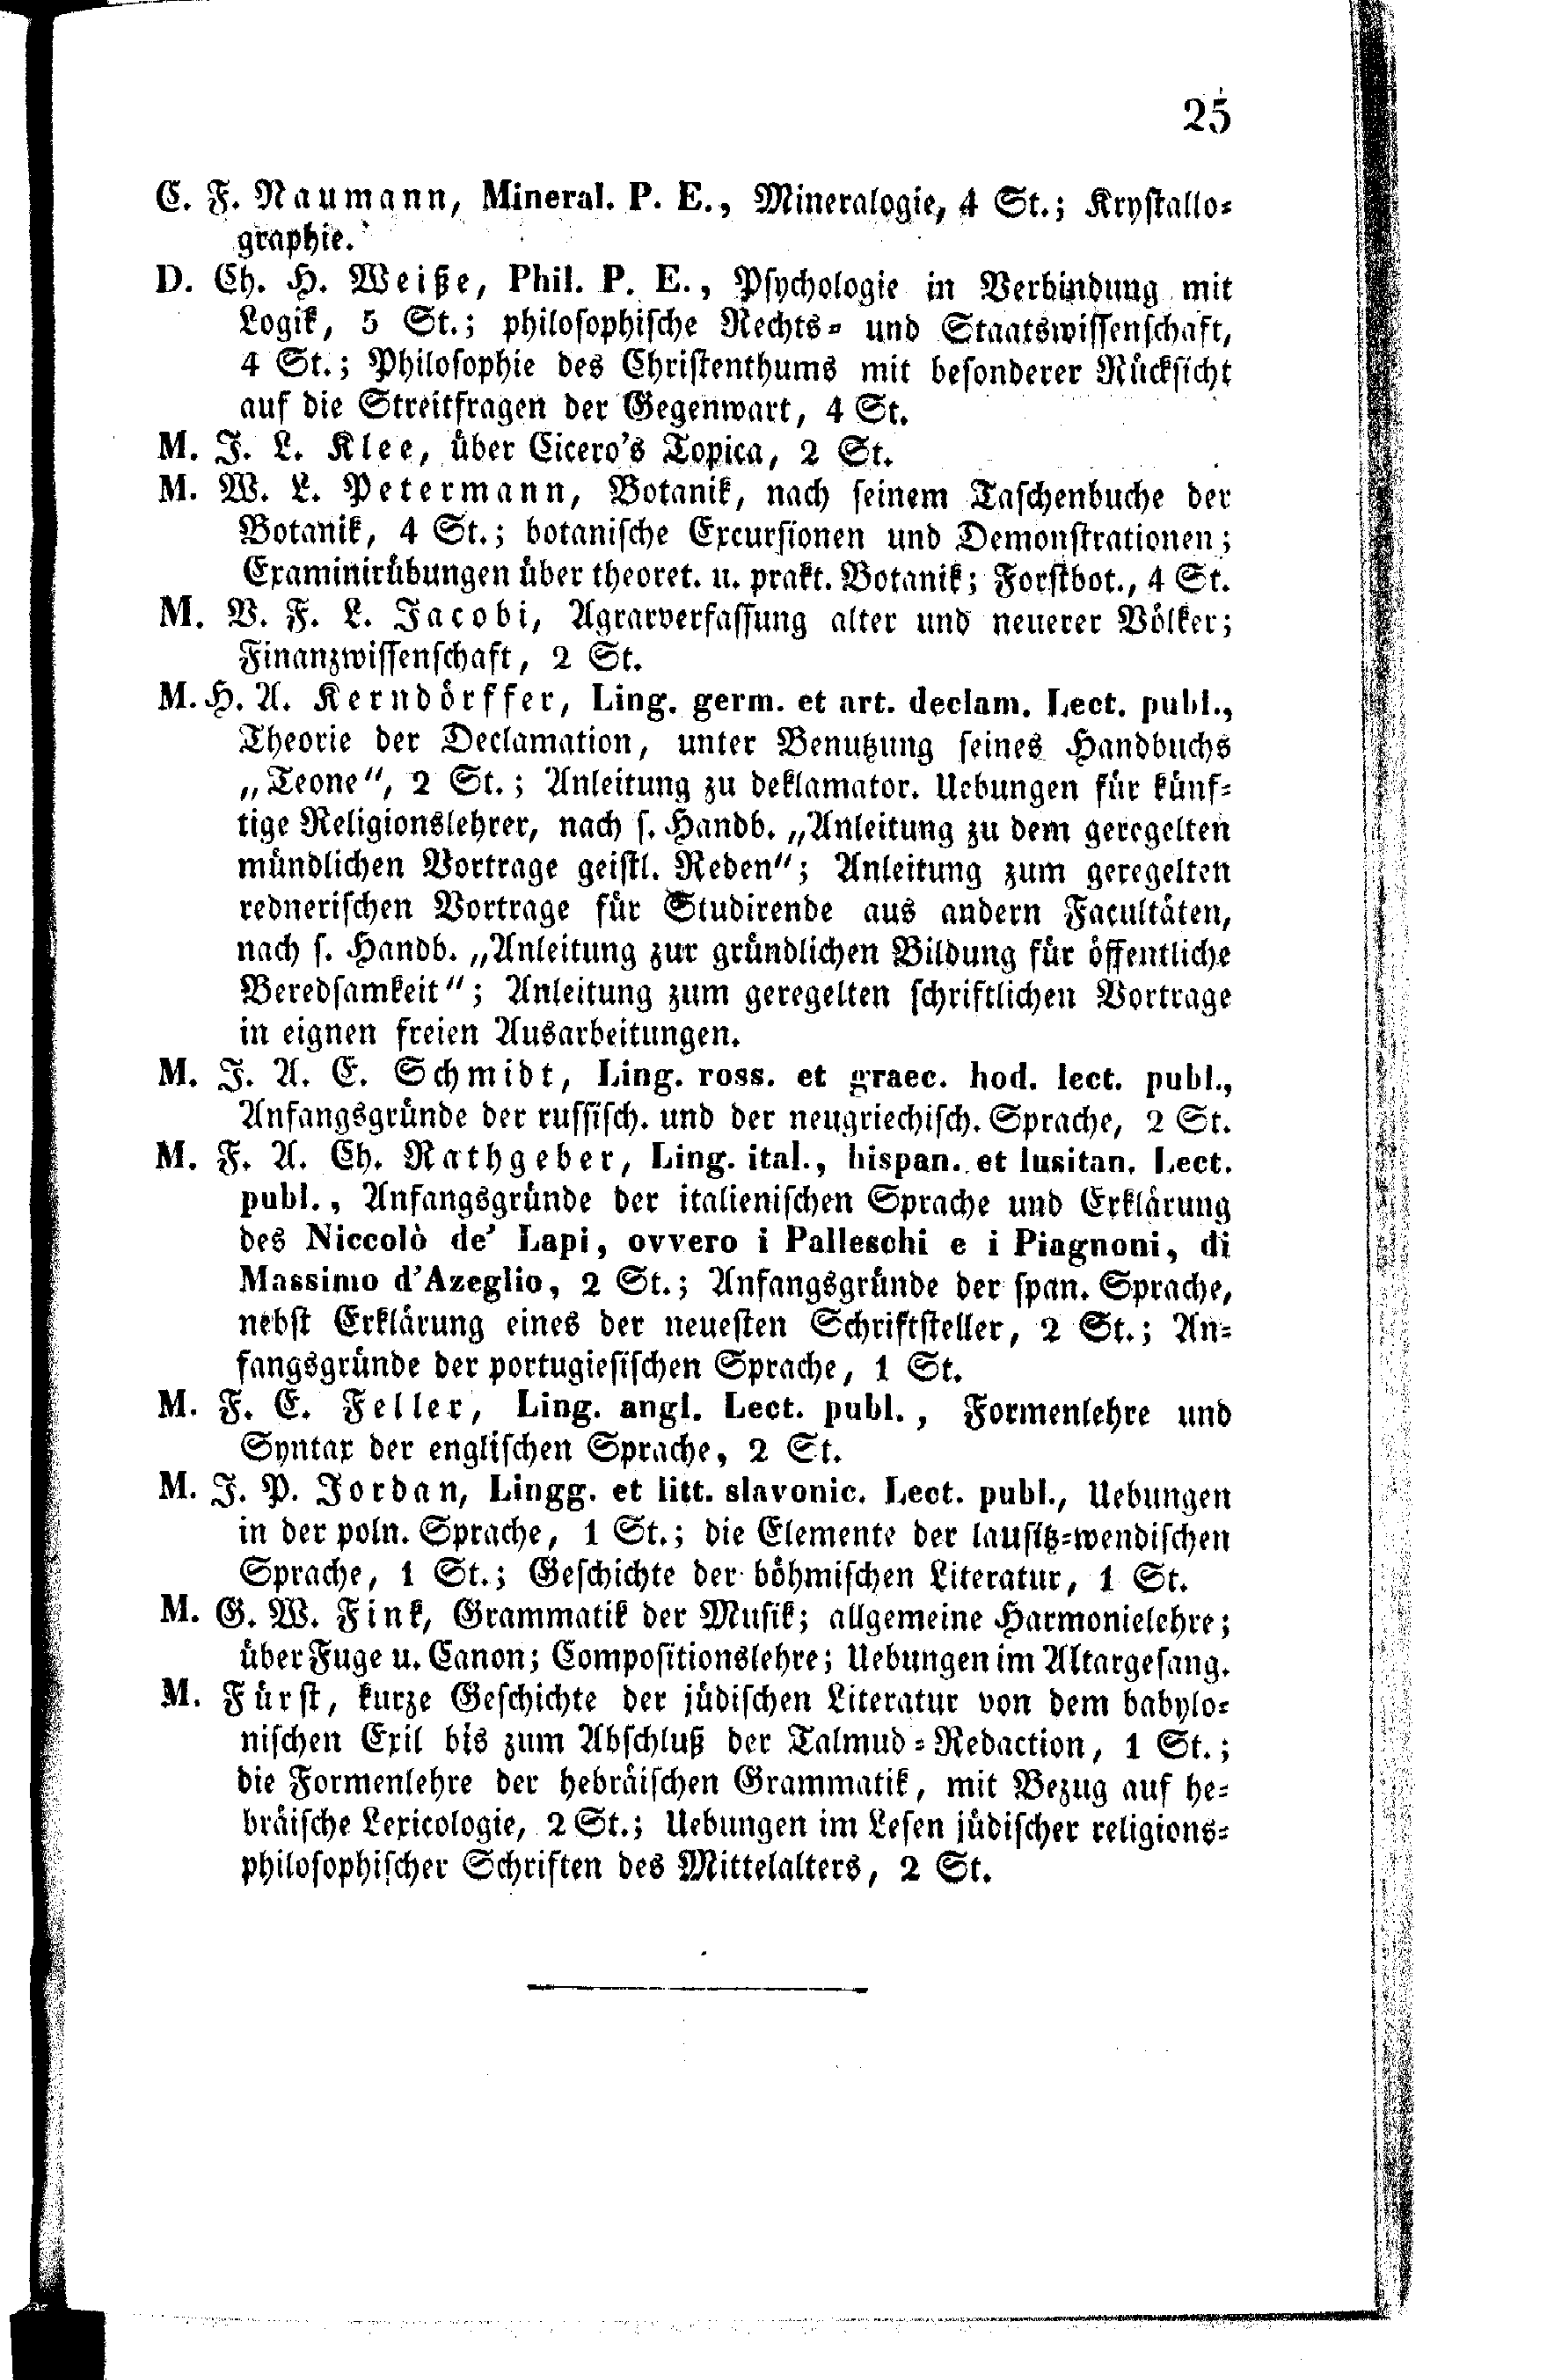 25
C. F. Naumann, Mineral. P. E., Mineralogie, 4 St.; Krystallo-
graphie.
D. Ch. H. Weiße, Phil. P. E., Psychologie in Verbindung mit
Logik, 5 St.; philosophische Rechts- und Staatswissenschaft,
4 St.; Philosophie des Christenthums mit besonderer Rücksicht
auf die Streitfragen der Gegenwart, 4 St.
M. J. L. Klee, über Cicero's Topica, 2 St.
M. W. L. Petermann, Botanik, nach seinem Taschenbuche der
Botanik, 4 St.; botanische Excursionen und Demonstrationen;
Examinirübungen über theoret. u. prakt. Botanik; Forstbot., 4 St.
M. V. F. L. Jacobi, Agrarverfassung alter und neuerer Völker;
Finanzwissenschaft, 2 St.
M. H. A. Kerndörffer, Ling. germ. et art. declam. Lect. publ.,
Theorie der Declamation, unter Benutzung seines Handbuchs
„Teone“, 2 St.; Anleitung zu deklamator. Uebungen für künf-
tige Religionslehrer, nach s. Handb. „Anleitung zu dem geregelten
mündlichen Vortrage geistl. Reden“; Anleitung zum geregelten
rednerischen Vortrage für Studirende aus andern Facultäten,
nach s. Handb. „Anleitung zur gründlichen Bildung für öffentliche
Beredsamkeit“; Anleitung zum geregelten schriftlichen Vortrage
in eignen freien Ausarbeitungen.
M. J. A. E. Schmidt, Ling. ross. et graec. hod. lect. publ.,
Anfangsgründe der russisch. und der neugriechisch. Sprache, 2 St.
M. F. A. Ch. Rathgeber, Ling. ital., hispan. et lusitan. Lect.
publ., Anfangsgründe der italienischen Sprache und Erklärung
des Niccolò de' Lapi, ovvero i Palleschi e i Piagnoni, di
Massimo d'Azeglio, 2 St.; Anfangsgründe der span. Sprache,
nebst Erklärung eines der neuesten Schriftsteller, 2 St.; An-
fangsgründe der portugiesischen Sprache, 1 St.
M. F. E. Feller, Ling. angl. Lect. publ., Formenlehre und
Syntax der englischen Sprache, 2 St.
M. J. P. Jordan, Lingg. et litt. slavonic. Lect. publ., Uebungen
in der poln. Sprache, 1 St.; die Elemente der lausitz-wendischen
Sprache, 1 St.; Geschichte der böhmischen Literatur, 1 St.
M. G. W. Fink, Grammatik der Musik; allgemeine Harmonielehre;
über Fuge u. Canon; Compositionslehre; Uebungen im Altargesang.
M. Fürst, kurze Geschichte der jüdischen Literatur von dem babylo-
nischen Exil bis zum Abschluß der Talmud-Redaction, 1 St.;
die Formenlehre der hebräischen Grammatik, mit Bezug auf he-
bräische Lexicologie, 2 St.; Uebungen im Lesen jüdischer religions-
philosophischer Schriften des Mittelalters, 2 St.